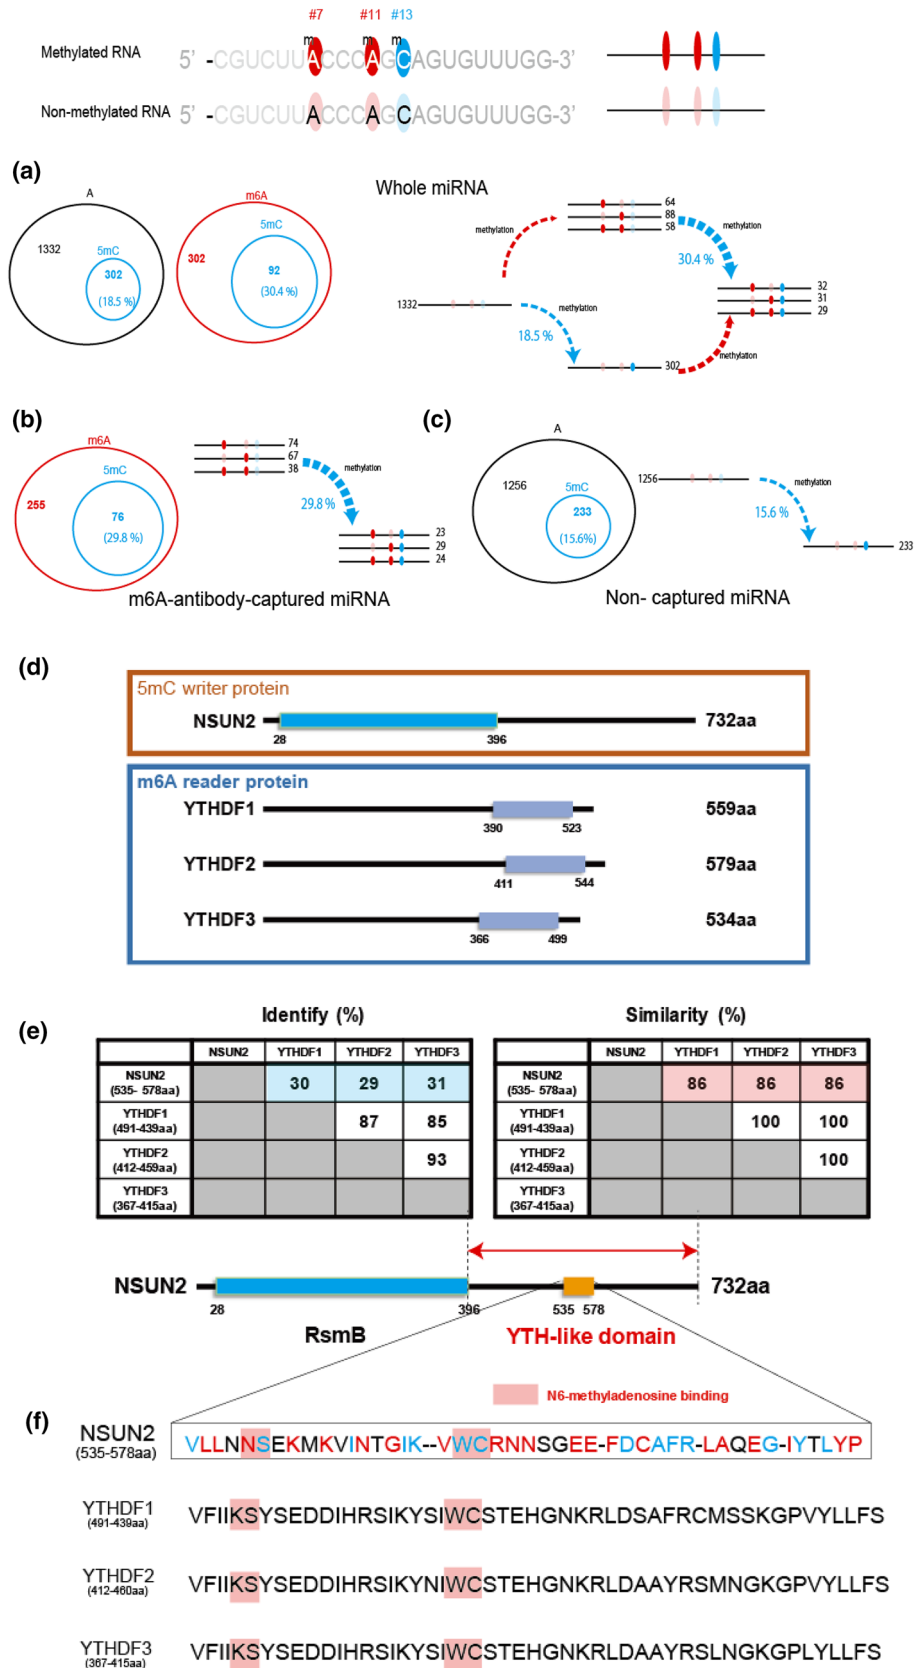 #7 #11 #13
m m m
Methylated RNA 5' -CGUCUUACCCAGCAGUGUUUGG-3'
Non-methylated RNA 5' -CGUCUUACCCAGCAGUGUUUGG-3'
(a)
A
1332
5mC
302
(18.5 %)
m6A
302
5mC
92
(30.4 %)
Whole miRNA
64
88
58
methylation
methylation
30.4 %
32
31
29
1332
methylation
18.5 %
302
methylation
(b)
m6A
255
5mC
76
(29.8 %)
74
67
38
methylation
29.8 %
23
29
24
m6A-antibody-captured miRNA
(c)
A
1256
5mC
233
(15.6%)
1256
methylation
15.6 %
233
Non- captured miRNA
(d)
5mC writer protein
NSUN2 732aa
28 396
m6A reader protein
YTHDF1 559aa
390 523
YTHDF2 579aa
411 544
YTHDF3 534aa
366 499
(e)
Identify (%)
NSUN2 YTHDF1 YTHDF2 YTHDF3
NSUN2
(535- 578aa) 30 29 31
YTHDF1
(491-439aa) 87 85
YTHDF2
(412-459aa) 93
YTHDF3
(367-415aa)
Similarity (%)
NSUN2 YTHDF1 YTHDF2 YTHDF3
NSUN2
(535- 578aa) 86 86 86
YTHDF1
(491-439aa) 100 100
YTHDF2
(412-459aa) 100
YTHDF3
(367-415aa)
NSUN2 732aa
28 396 535 578
RsmB YTH-like domain
N6-methyladenosine binding
(f)
NSUN2
(535-578aa)
VLLNNSEKMKVINTGIK--VWCRNNSGEE-FDCAFR-LAQEG-IYTLYP
YTHDF1
(491-439aa)
VFIIKSYSEDDIHRSIKYSIWCSTEHGNKRLDSAFRCMSSKGPVYLLFS
YTHDF2
(412-460aa)
VFIIKSYSEDDIHRSIKYNIWCSTEHGNKRLDAAYRSMNGKGPVYLLFS
YTHDF3
(367-415aa)
VFIIKSYSEDDIHRSIKYSIWCSTEHGNKRLDAAYRSLNGKGPLYLLFS